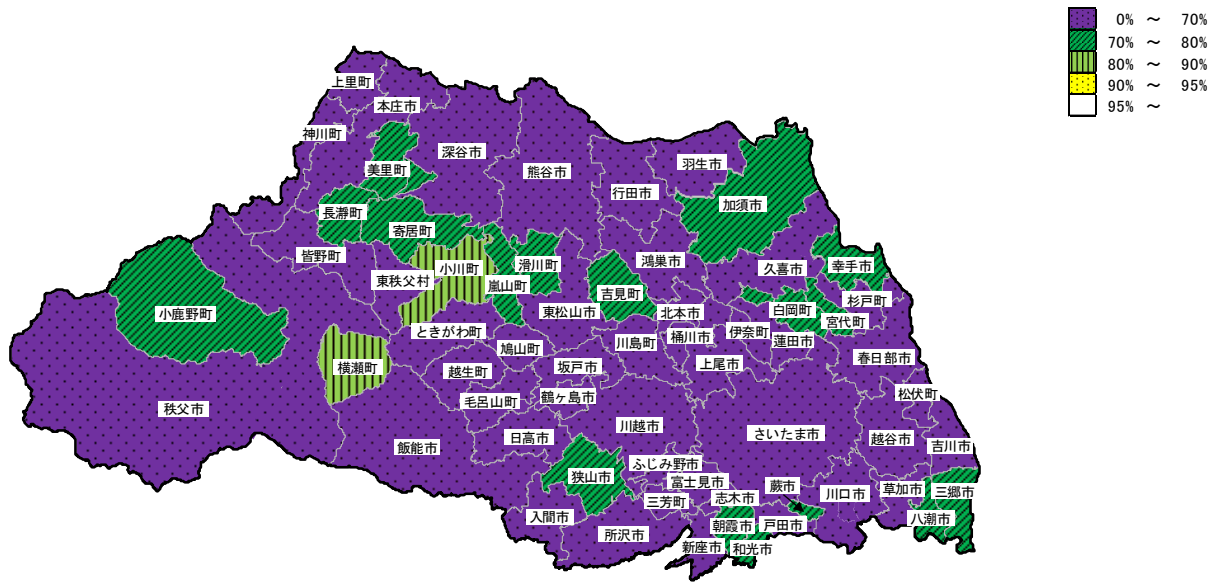 0% ～ 70%
70% ～ 80%
80% ～ 90%
90% ～ 95%
95% ～
上里町
本庄市
神川町
深谷市
美里町
熊谷市
羽生市
行田市
加須市
長瀞町
寄居町
皆野町
小川町
滑川町
鴻巣市
久喜市
幸手市
東秩父村
嵐山町
吉見町
小鹿野町
東松山市
北本市
白岡市
杉戸町
宮代町
ときがわ町
桶川市
伊奈町
蓮田市
鳩山町
川島町
横瀬町
越生町
坂戸市
上尾市
春日部市
松伏町
秩父市
毛呂山町
鶴ヶ島市
川越市
さいたま市
越谷市
吉川市
飯能市
日高市
ふじみ野市
狭山市
富士見市
蕨市
川口市
草加市
三郷市
三芳町
志木市
入間市
所沢市
朝霞市
戸田市
八潮市
新座市
和光市